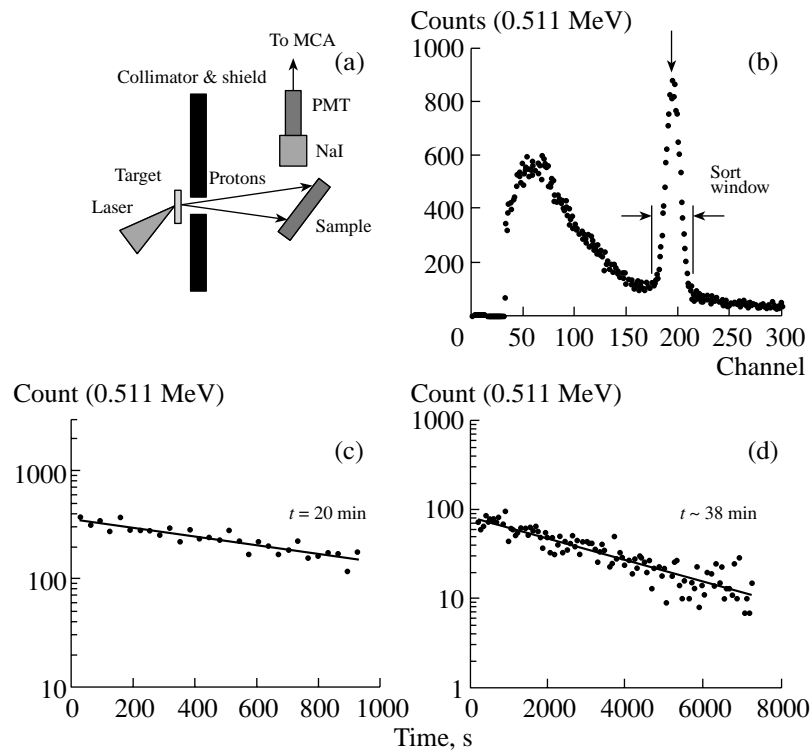 To MCA
(a)
Collimator & shield
PMT
NaI
Target
Protons
Laser
Sample
Counts (0.511 MeV)
(b)
1000
800
600
400
200
0
Sort
window
50 100 150 200 250 300
Channel
Count (0.511 MeV)
(c)
1000
100
10
t = 20 min
0 200 400 600 800 1000
Count (0.511 MeV)
(d)
1000
100
10
1
t ~ 38 min
0 2000 4000 6000 8000
Time, s